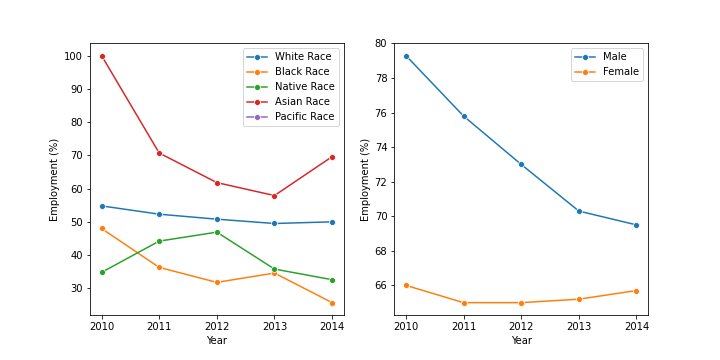 100
90
80
70
60
50
40
30
Employment (%)
2010 2011 2012 2013 2014
Year
White Race
Black Race
Native Race
Asian Race
Pacific Race
80
78
76
74
72
70
68
66
Employment (%)
2010 2011 2012 2013 2014
Year
Male
Female